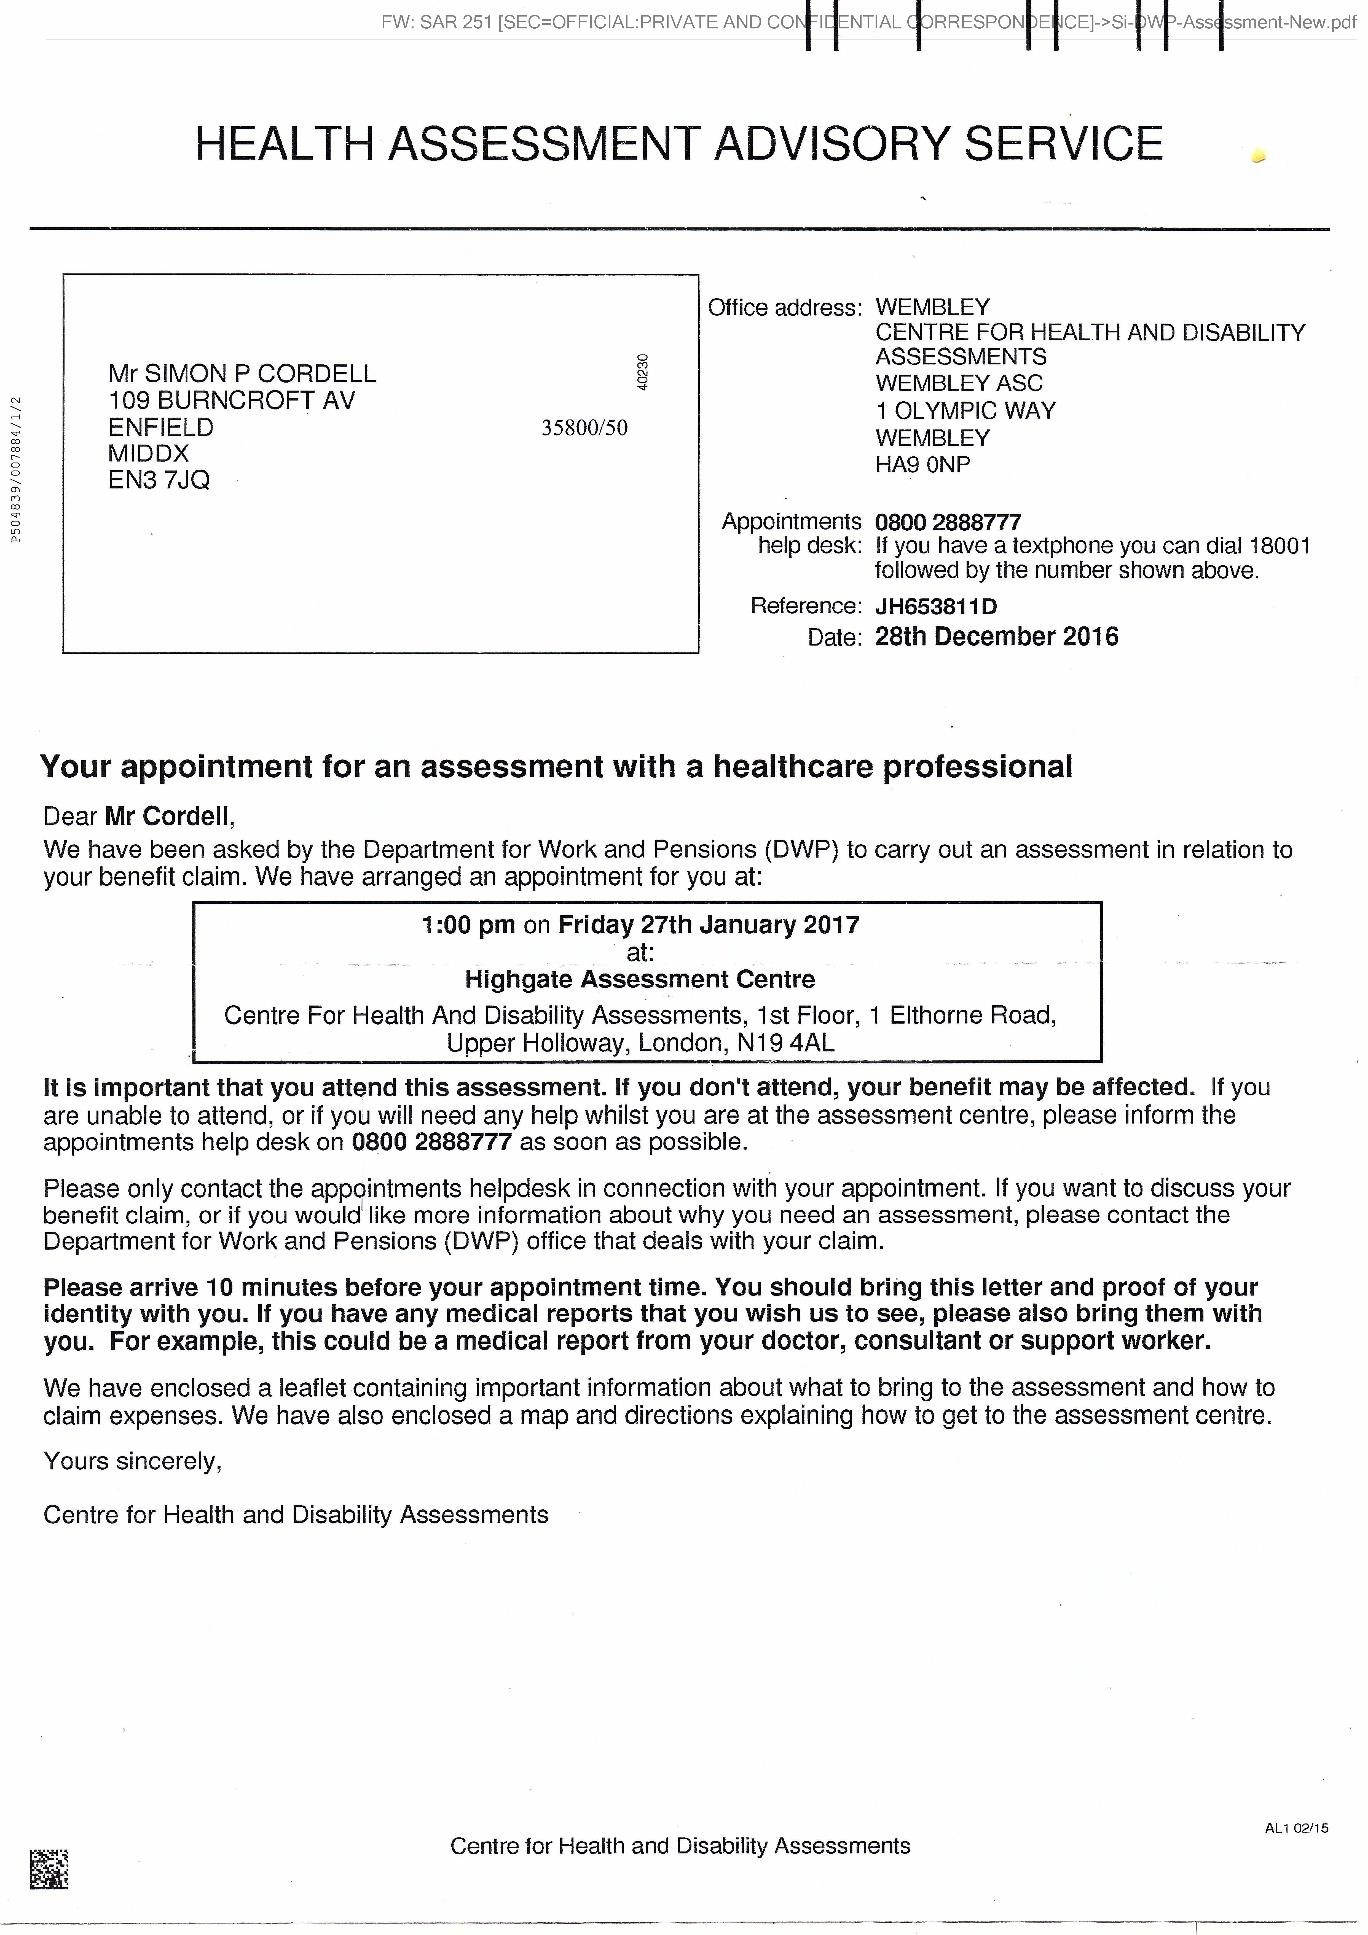 FW: SAR 251 [SEC=OFFICIAL:PRIVATE AND CONFIDENTIAL CORRESPONDENCE]->Si-DWP-Assessment-New.pdf
HEALTH ASSESSMENT ADVISORY SERVICE
Mr SIMON P CORDELL
109 BURNCROFT AV
ENFIELD
MIDDX
EN3 7JQ
35800/50
40230
P504839/007884/1/2
Office address: WEMBLEY
CENTRE FOR HEALTH AND DISABILITY
ASSESSMENTS
WEMBLEY ASC
1 OLYMPIC WAY
WEMBLEY
HA9 0NP
Appointments 0800 2888777
help desk: If you have a textphone you can dial 18001
followed by the number shown above.
Reference: JH653811D
Date: 28th December 2016
Your appointment for an assessment with a healthcare professional
Dear Mr Cordell,
We have been asked by the Department for Work and Pensions (DWP) to carry out an assessment in relation to
your benefit claim. We have arranged an appointment for you at:
1:00 pm on Friday 27th January 2017
at:
Highgate Assessment Centre
Centre For Health And Disability Assessments, 1st Floor, 1 Elthorne Road,
Upper Holloway, London, N19 4AL
It is important that you attend this assessment. If you don't attend, your benefit may be affected. If you
are unable to attend, or if you will need any help whilst you are at the assessment centre, please inform the
appointments help desk on 0800 2888777 as soon as possible.
Please only contact the appointments helpdesk in connection with your appointment. If you want to discuss your
benefit claim, or if you would like more information about why you need an assessment, please contact the
Department for Work and Pensions (DWP) office that deals with your claim.
Please arrive 10 minutes before your appointment time. You should bring this letter and proof of your
identity with you. If you have any medical reports that you wish us to see, please also bring them with
you. For example, this could be a medical report from your doctor, consultant or support worker.
We have enclosed a leaflet containing important information about what to bring to the assessment and how to
claim expenses. We have also enclosed a map and directions explaining how to get to the assessment centre.
Yours sincerely,
Centre for Health and Disability Assessments
AL1 02/15
Centre for Health and Disability Assessments